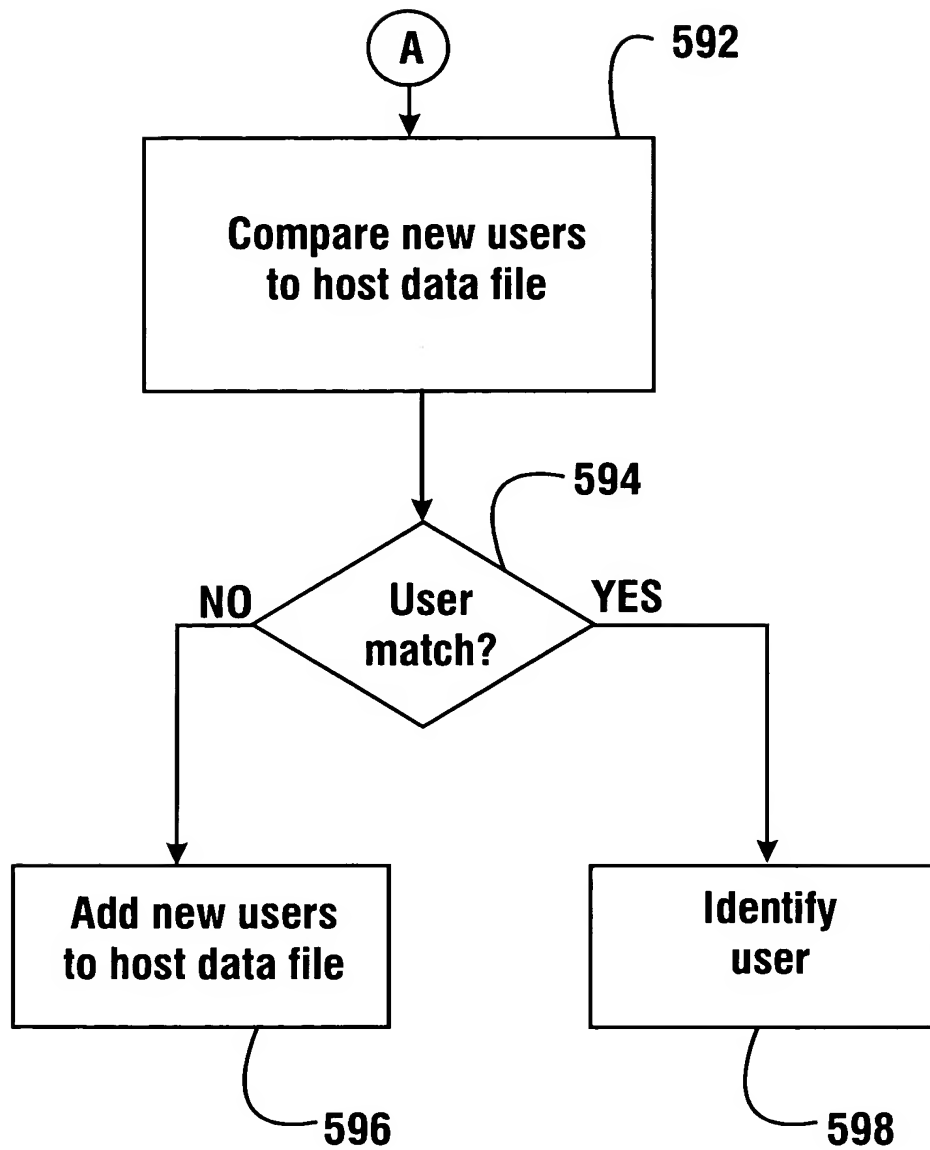 A
592
Compare new users
to host data file
594
NO
User
match?
YES
Add new users
to host data file
Identify
user
596
598